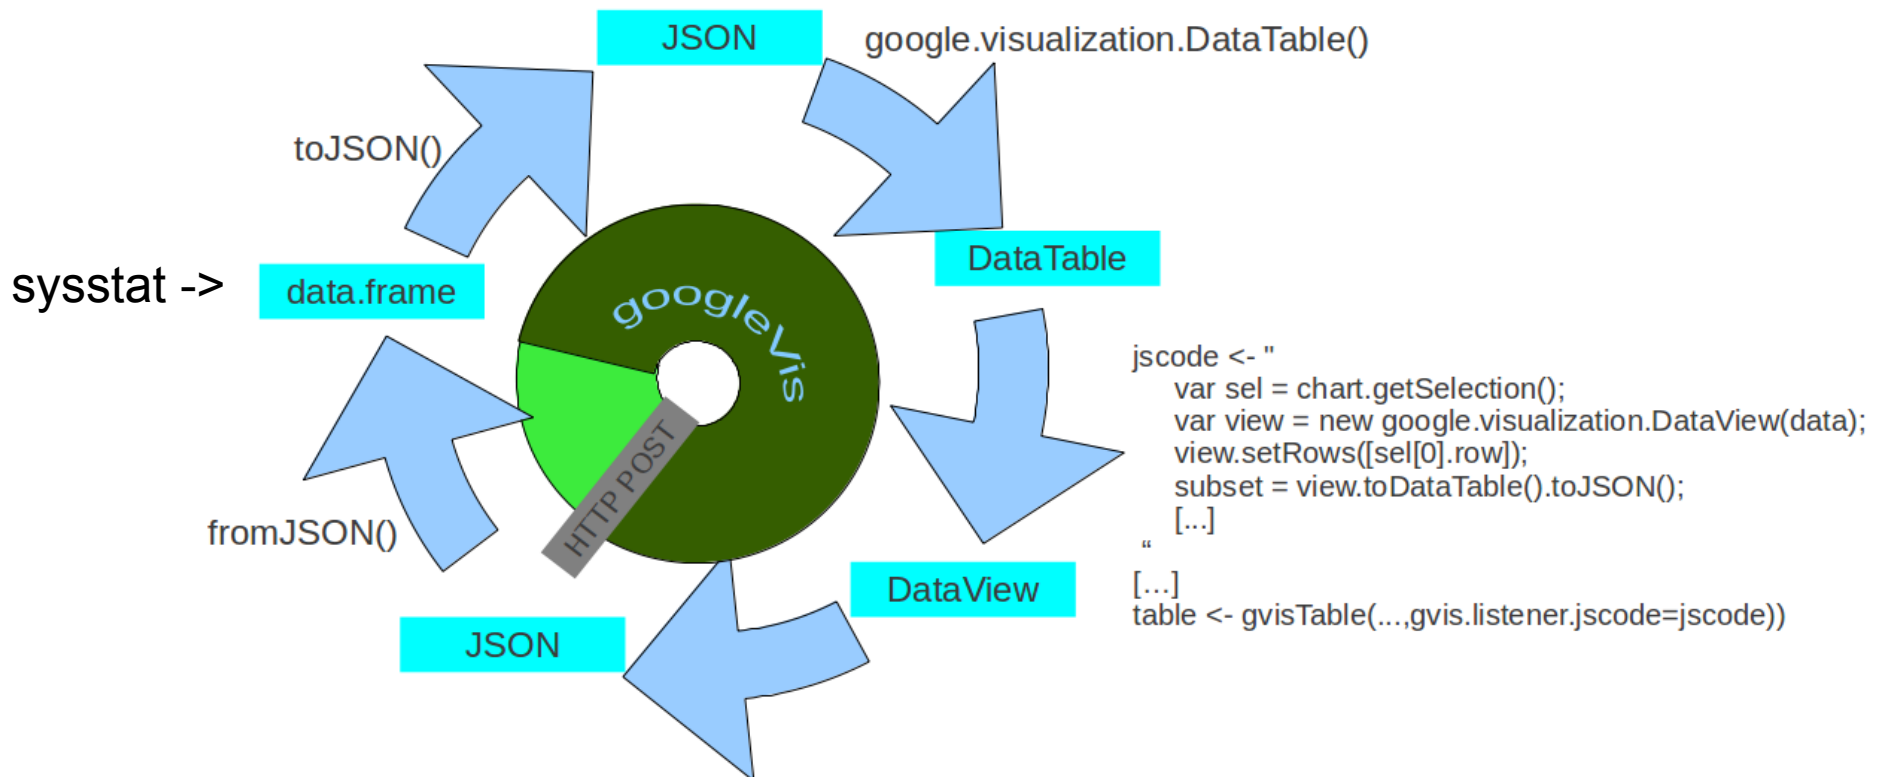 JSON
google.visualization.DataTable()
toJSON()
DataTable
sysstat ->
data.frame
googleVis
jscode <- "
var sel = chart.getSelection();
var view = new google.visualization.DataView(data);
view.setRows([sel[0].row]);
subset = view.toDataTable().toJSON();
[...]
“
[...]
table <- gvisTable(...,gvis.listener.jscode=jscode))
HTTP POST
fromJSON()
DataView
JSON